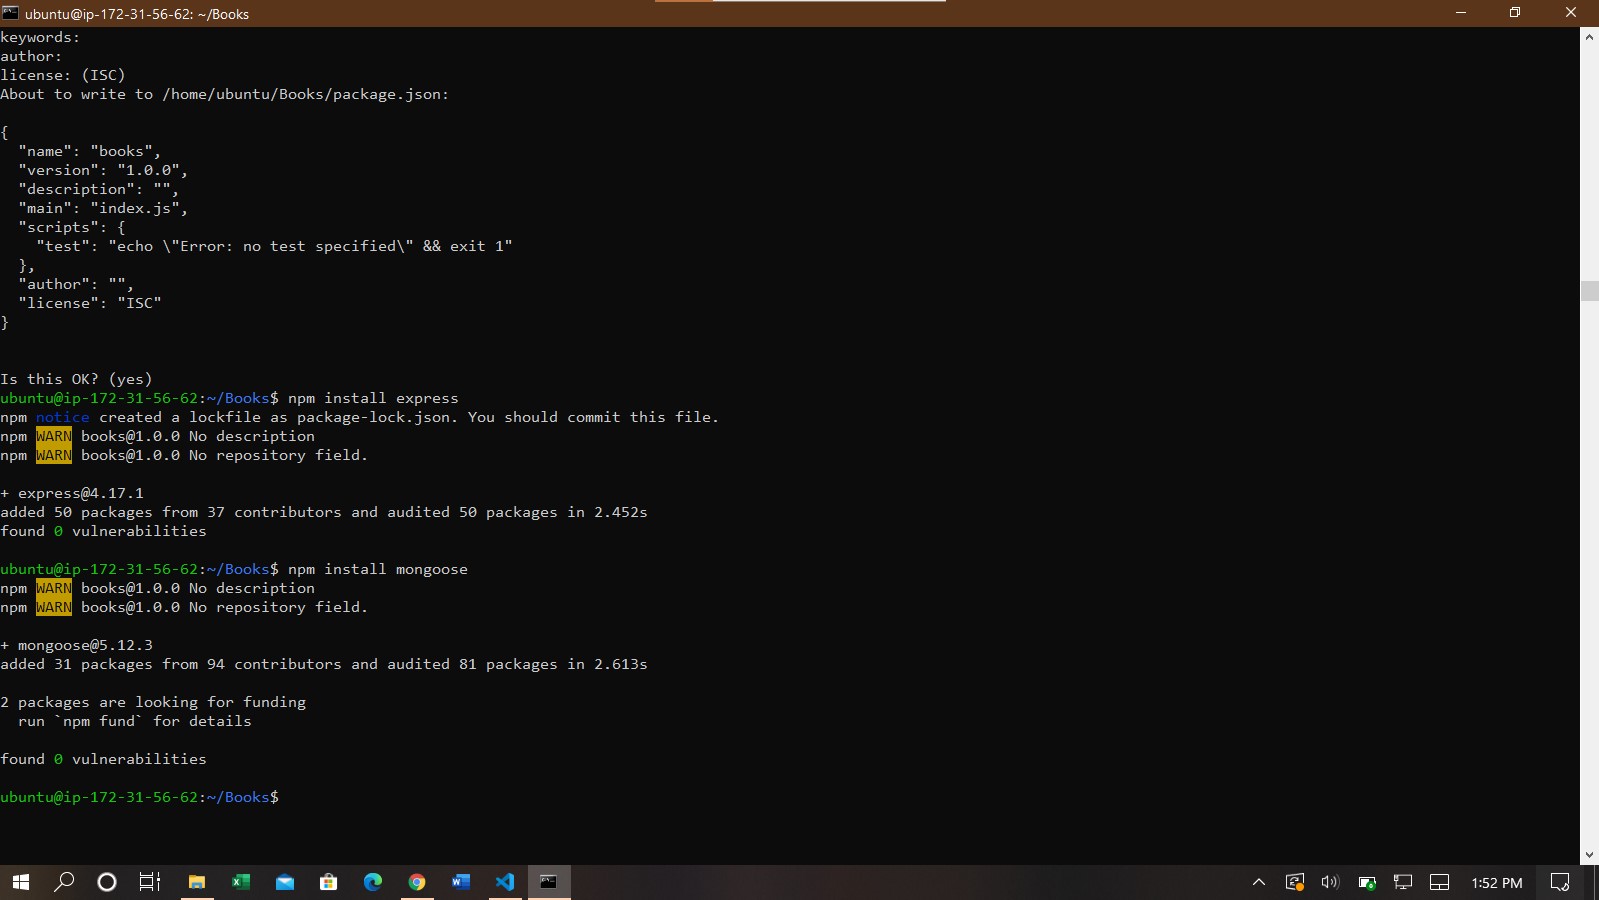 ubuntu@ip-172-31-56-62: ~/Books
keywords:
author:
license: (ISC)
About to write to /home/ubuntu/Books/package.json:
{
  "name": "books",
  "version": "1.0.0",
  "description": "",
  "main": "index.js",
  "scripts": {
    "test": "echo \"Error: no test specified\" && exit 1"
  },
  "author": "",
  "license": "ISC"
}
Is this OK? (yes)
ubuntu@ip-172-31-56-62:~/Books$ npm install express
npm notice created a lockfile as package-lock.json. You should commit this file.
npm WARN books@1.0.0 No description
npm WARN books@1.0.0 No repository field.
+ express@4.17.1
added 50 packages from 37 contributors and audited 50 packages in 2.452s
found 0 vulnerabilities
ubuntu@ip-172-31-56-62:~/Books$ npm install mongoose
npm WARN books@1.0.0 No description
npm WARN books@1.0.0 No repository field.
+ mongoose@5.12.3
added 31 packages from 94 contributors and audited 81 packages in 2.613s
2 packages are looking for funding
  run `npm fund` for details
found 0 vulnerabilities
ubuntu@ip-172-31-56-62:~/Books$
1:52 PM